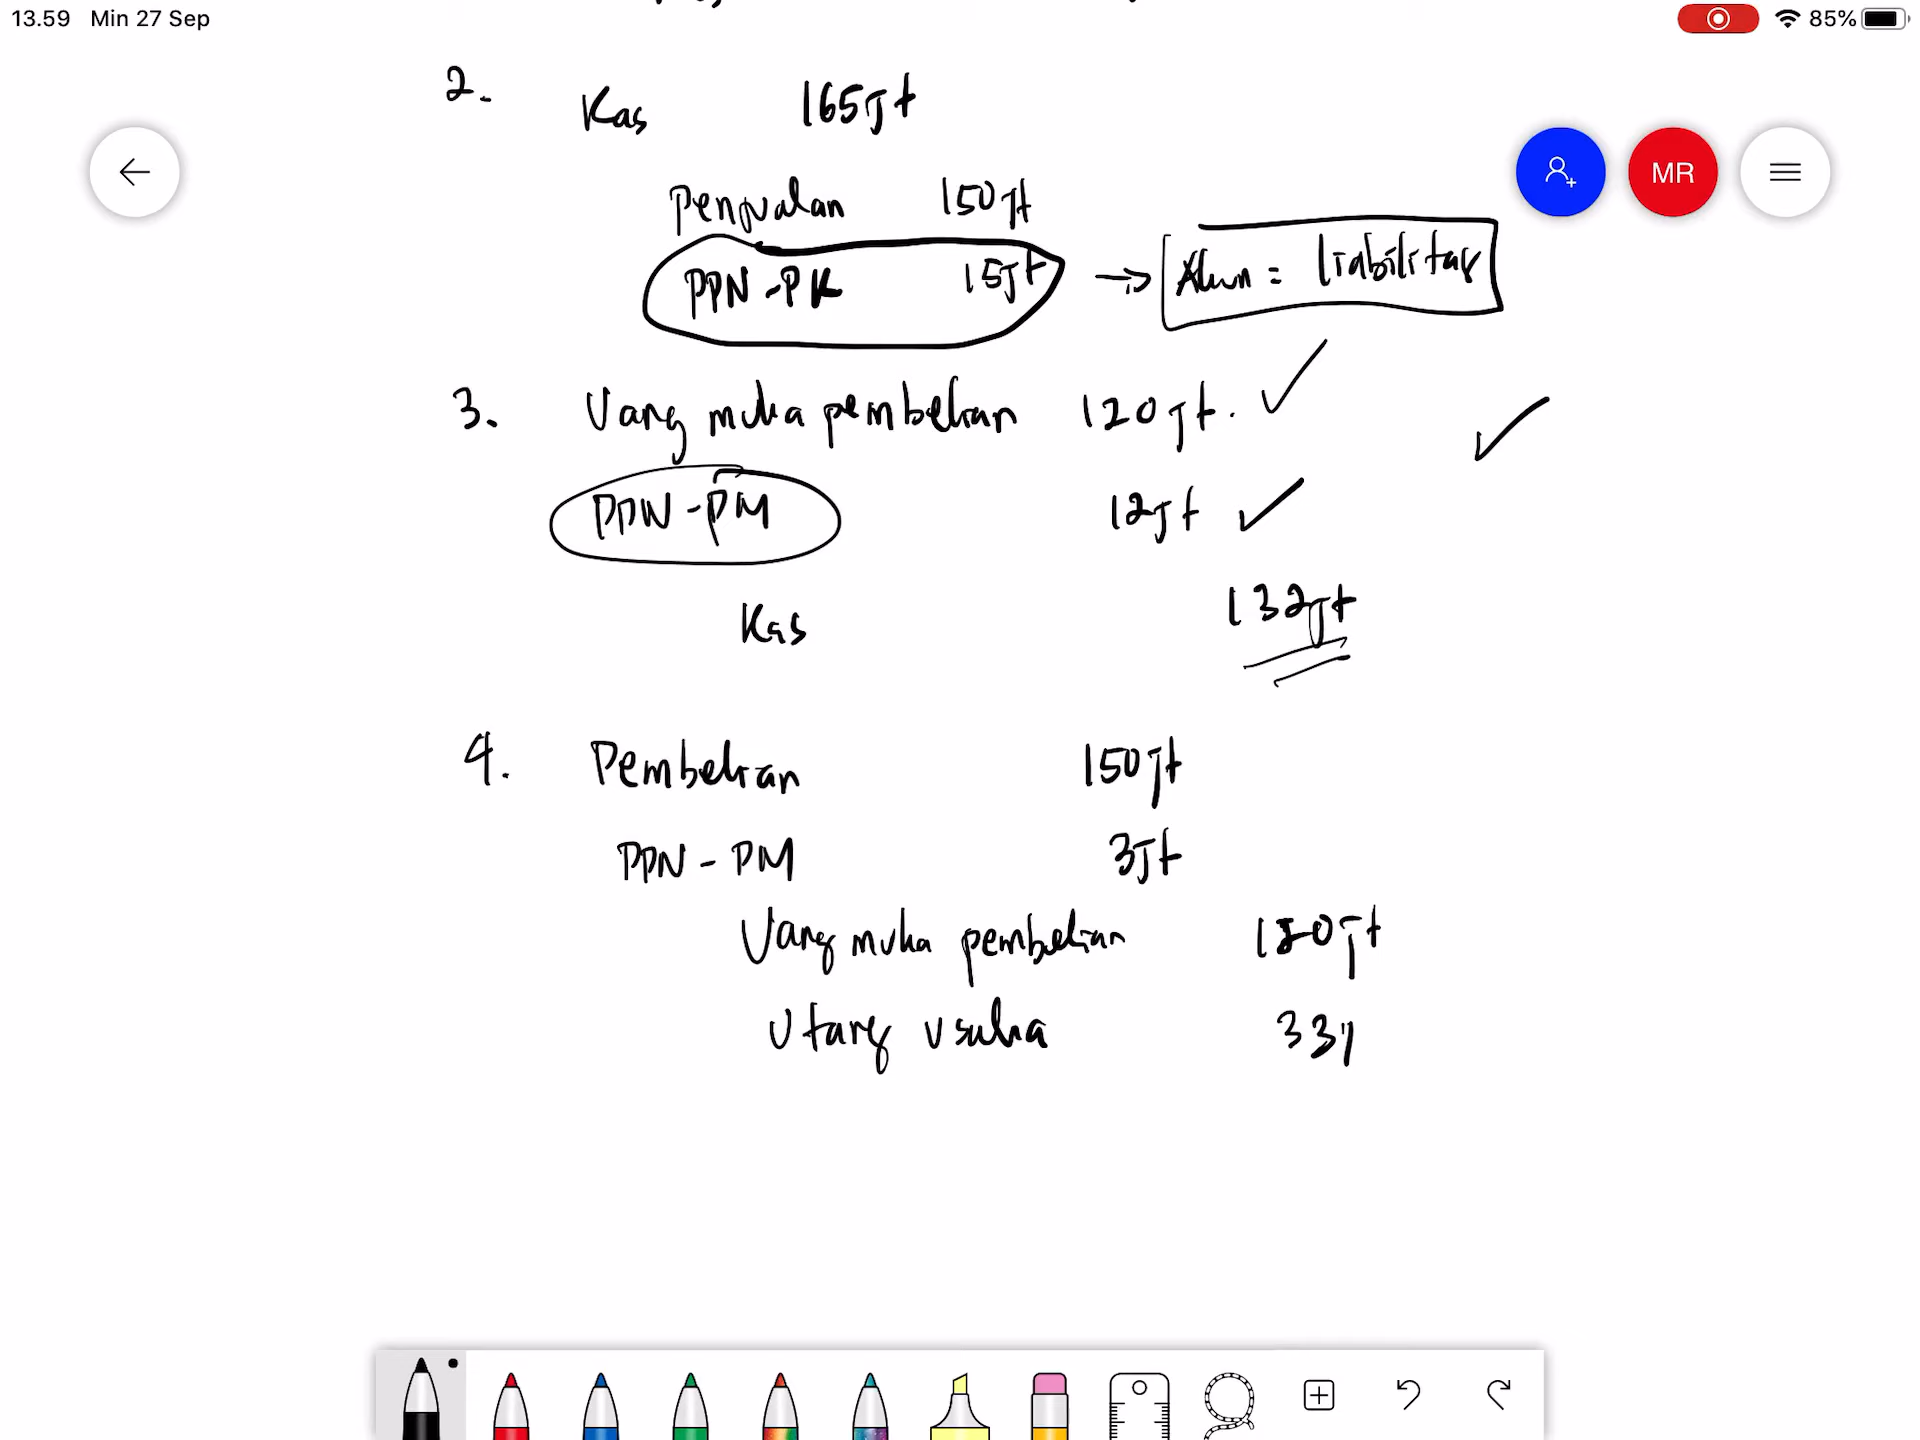 13.59 Min 27 Sep 85%
2. Kas 165jt
Penjualan 150jt
PPN-PK 15jt → Akun = liabilitas
MR
3. Uang muka pembelian 120jt. ✓ ✓
PPN-PM 12jt ✓
Kas 132jt
4. Pembelian 150jt
PPN-PM 3jt
Uang muka pembelian 120jt
Utang usaha 33j